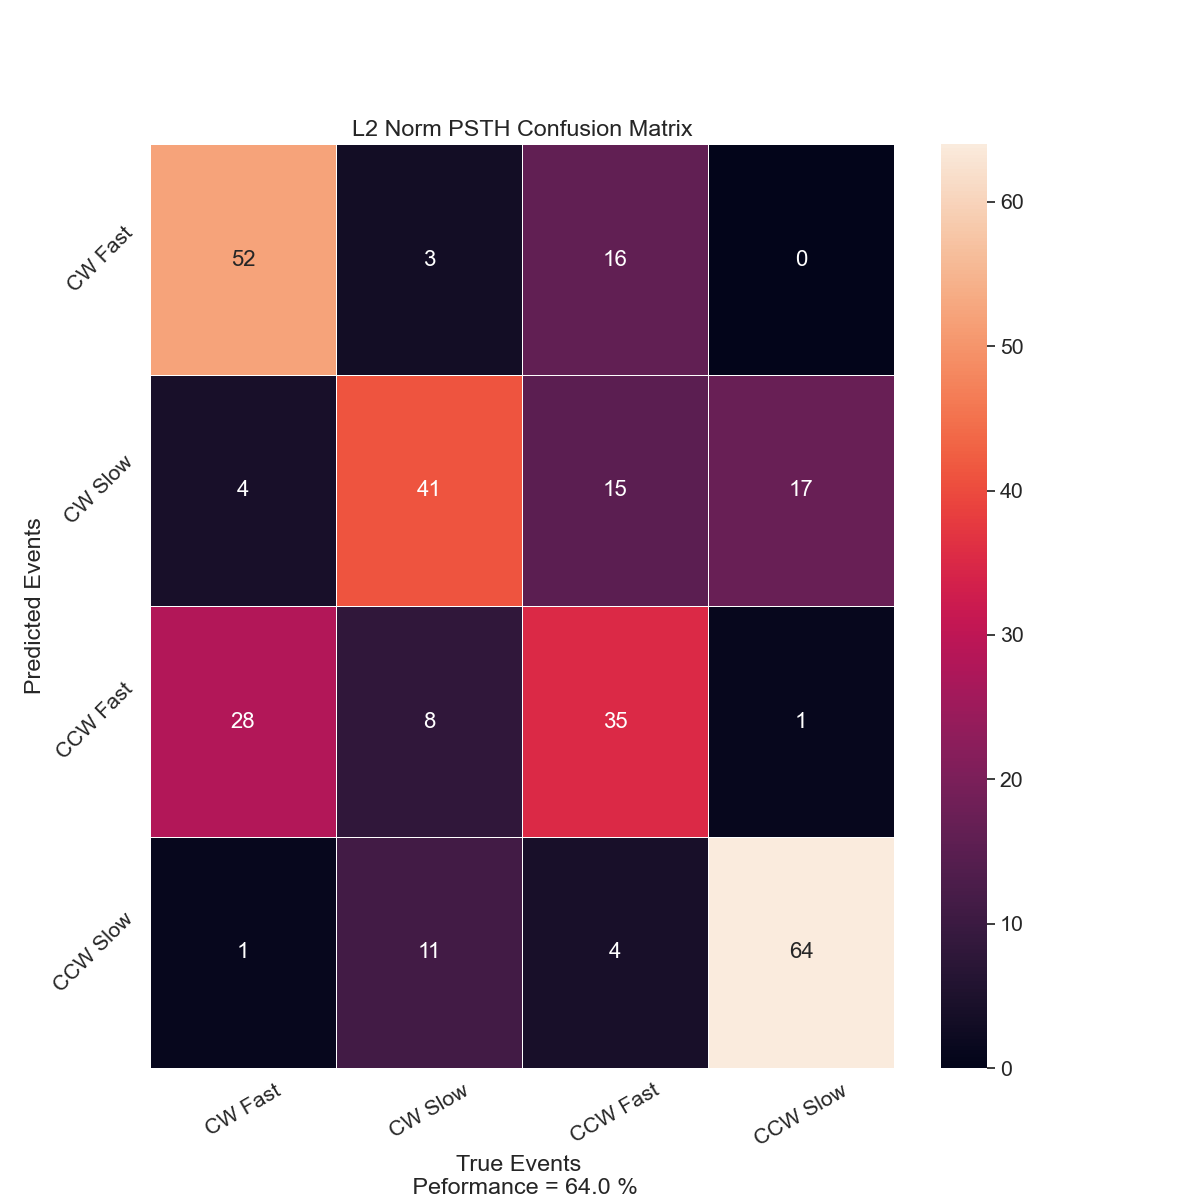 L2 Norm PSTH Confusion Matrix
Predicted Events
CW Fast 52 3 16 0
CW Slow 4 41 15 17
CCW Fast 28 8 35 1
CCW Slow 1 11 4 64
CW Fast CW Slow CCW Fast CCW Slow
True Events
Peformance = 64.0 %
60
50
40
30
20
10
0